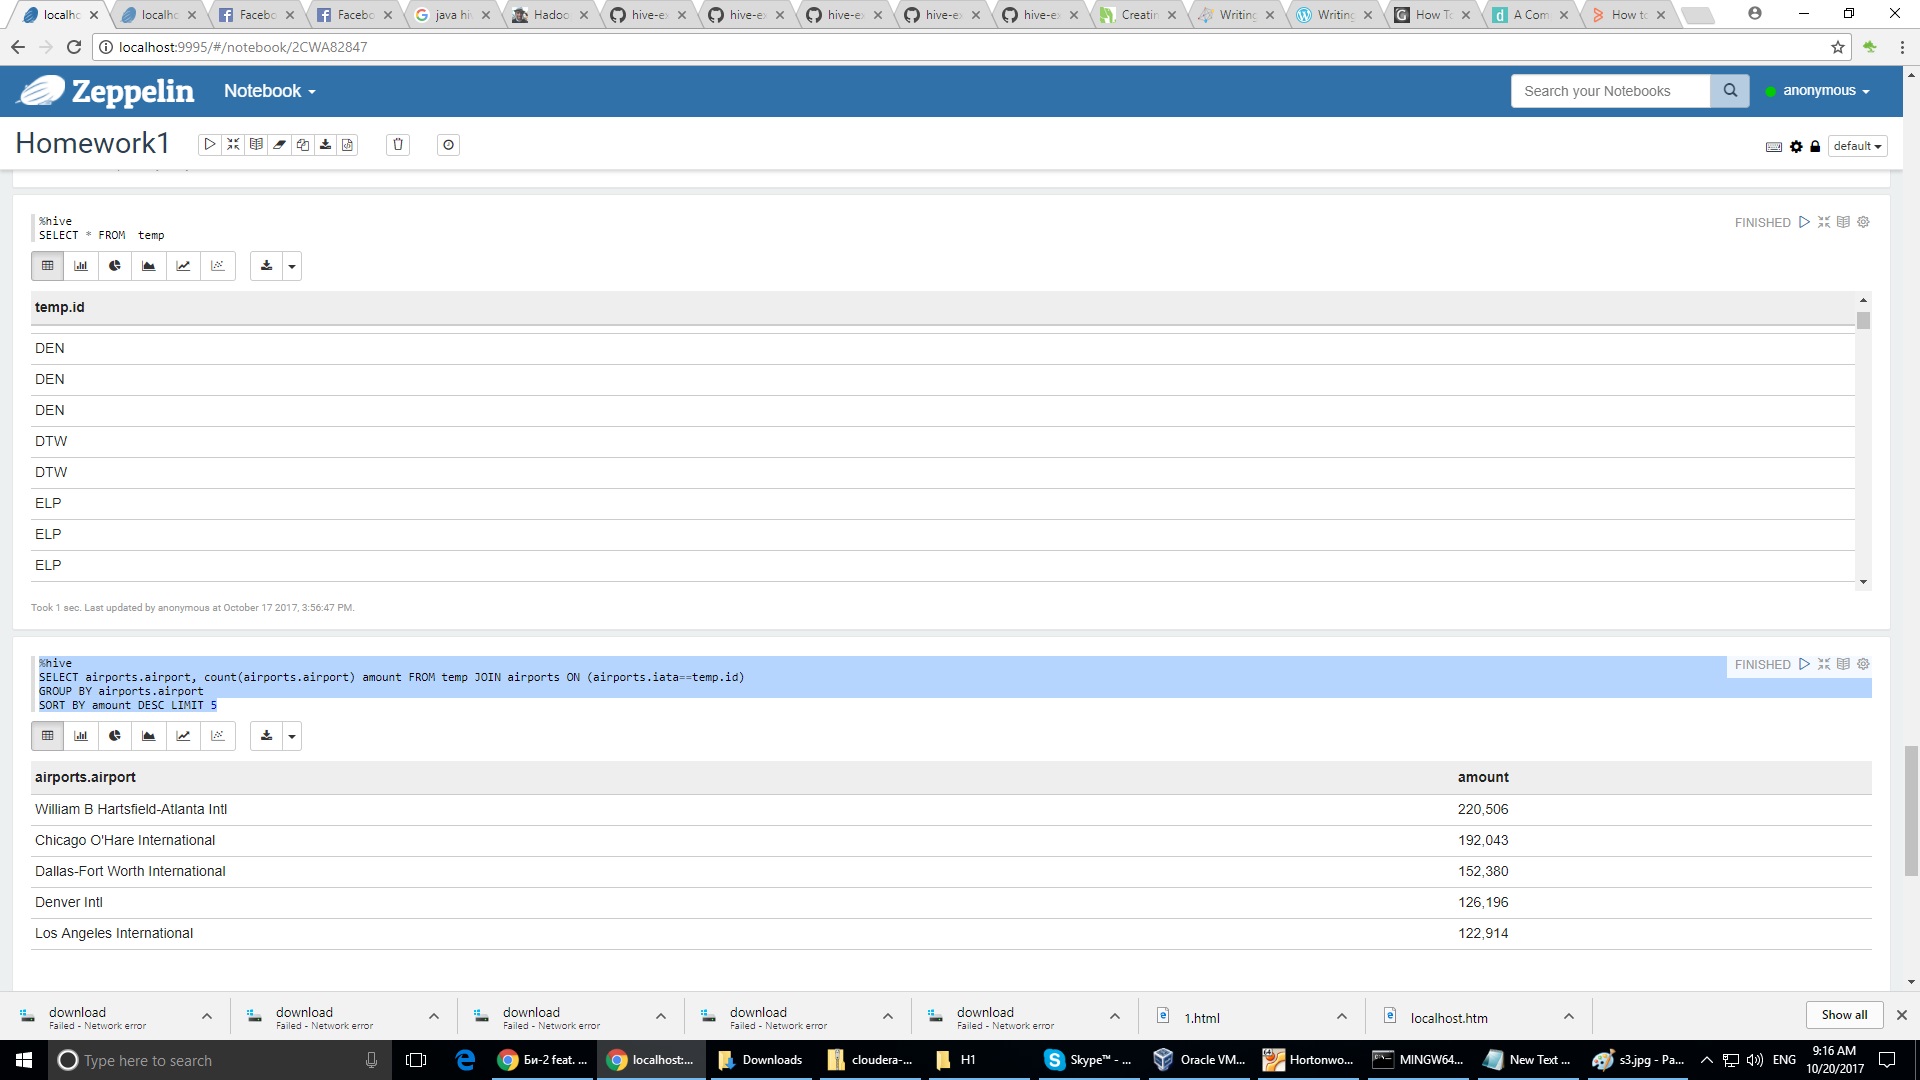 localhc
localhc
Facebo
Facebo
java hi
Hadoo
hive-e
hive-e
hive-e
hive-e
hive-e
Creatin
Writing
Writing
How To
A Com
How to
localhost:9995/#/notebook/2CWA82847
Zeppelin
Notebook
Search your Notebooks
anonymous
Homework1
default
%hive
SELECT * FROM  temp
FINISHED
temp.id
DEN
DEN
DEN
DTW
DTW
ELP
ELP
ELP
Took 1 sec. Last updated by anonymous at October 17 2017, 3:56:47 PM.
%hive
SELECT airports.airport, count(airports.airport) amount FROM temp JOIN airports ON (airports.iata==temp.id)
GROUP BY airports.airport
SORT BY amount DESC LIMIT 5
FINISHED
airports.airport amount
William B Hartsfield-Atlanta Intl 220,506
Chicago O'Hare International 192,043
Dallas-Fort Worth International 152,380
Denver Intl 126,196
Los Angeles International 122,914
download
Failed - Network error
download
Failed - Network error
download
Failed - Network error
download
Failed - Network error
download
Failed - Network error
1.html
localhost.htm
Show all
Type here to search
Би-2 feat. ...
localhost:...
Downloads
cloudera-...
H1
Skype™ - ...
Oracle VM...
Hortonwo...
MINGW64...
New Text ...
s3.jpg - Pa...
ENG
9:16 AM
10/20/2017